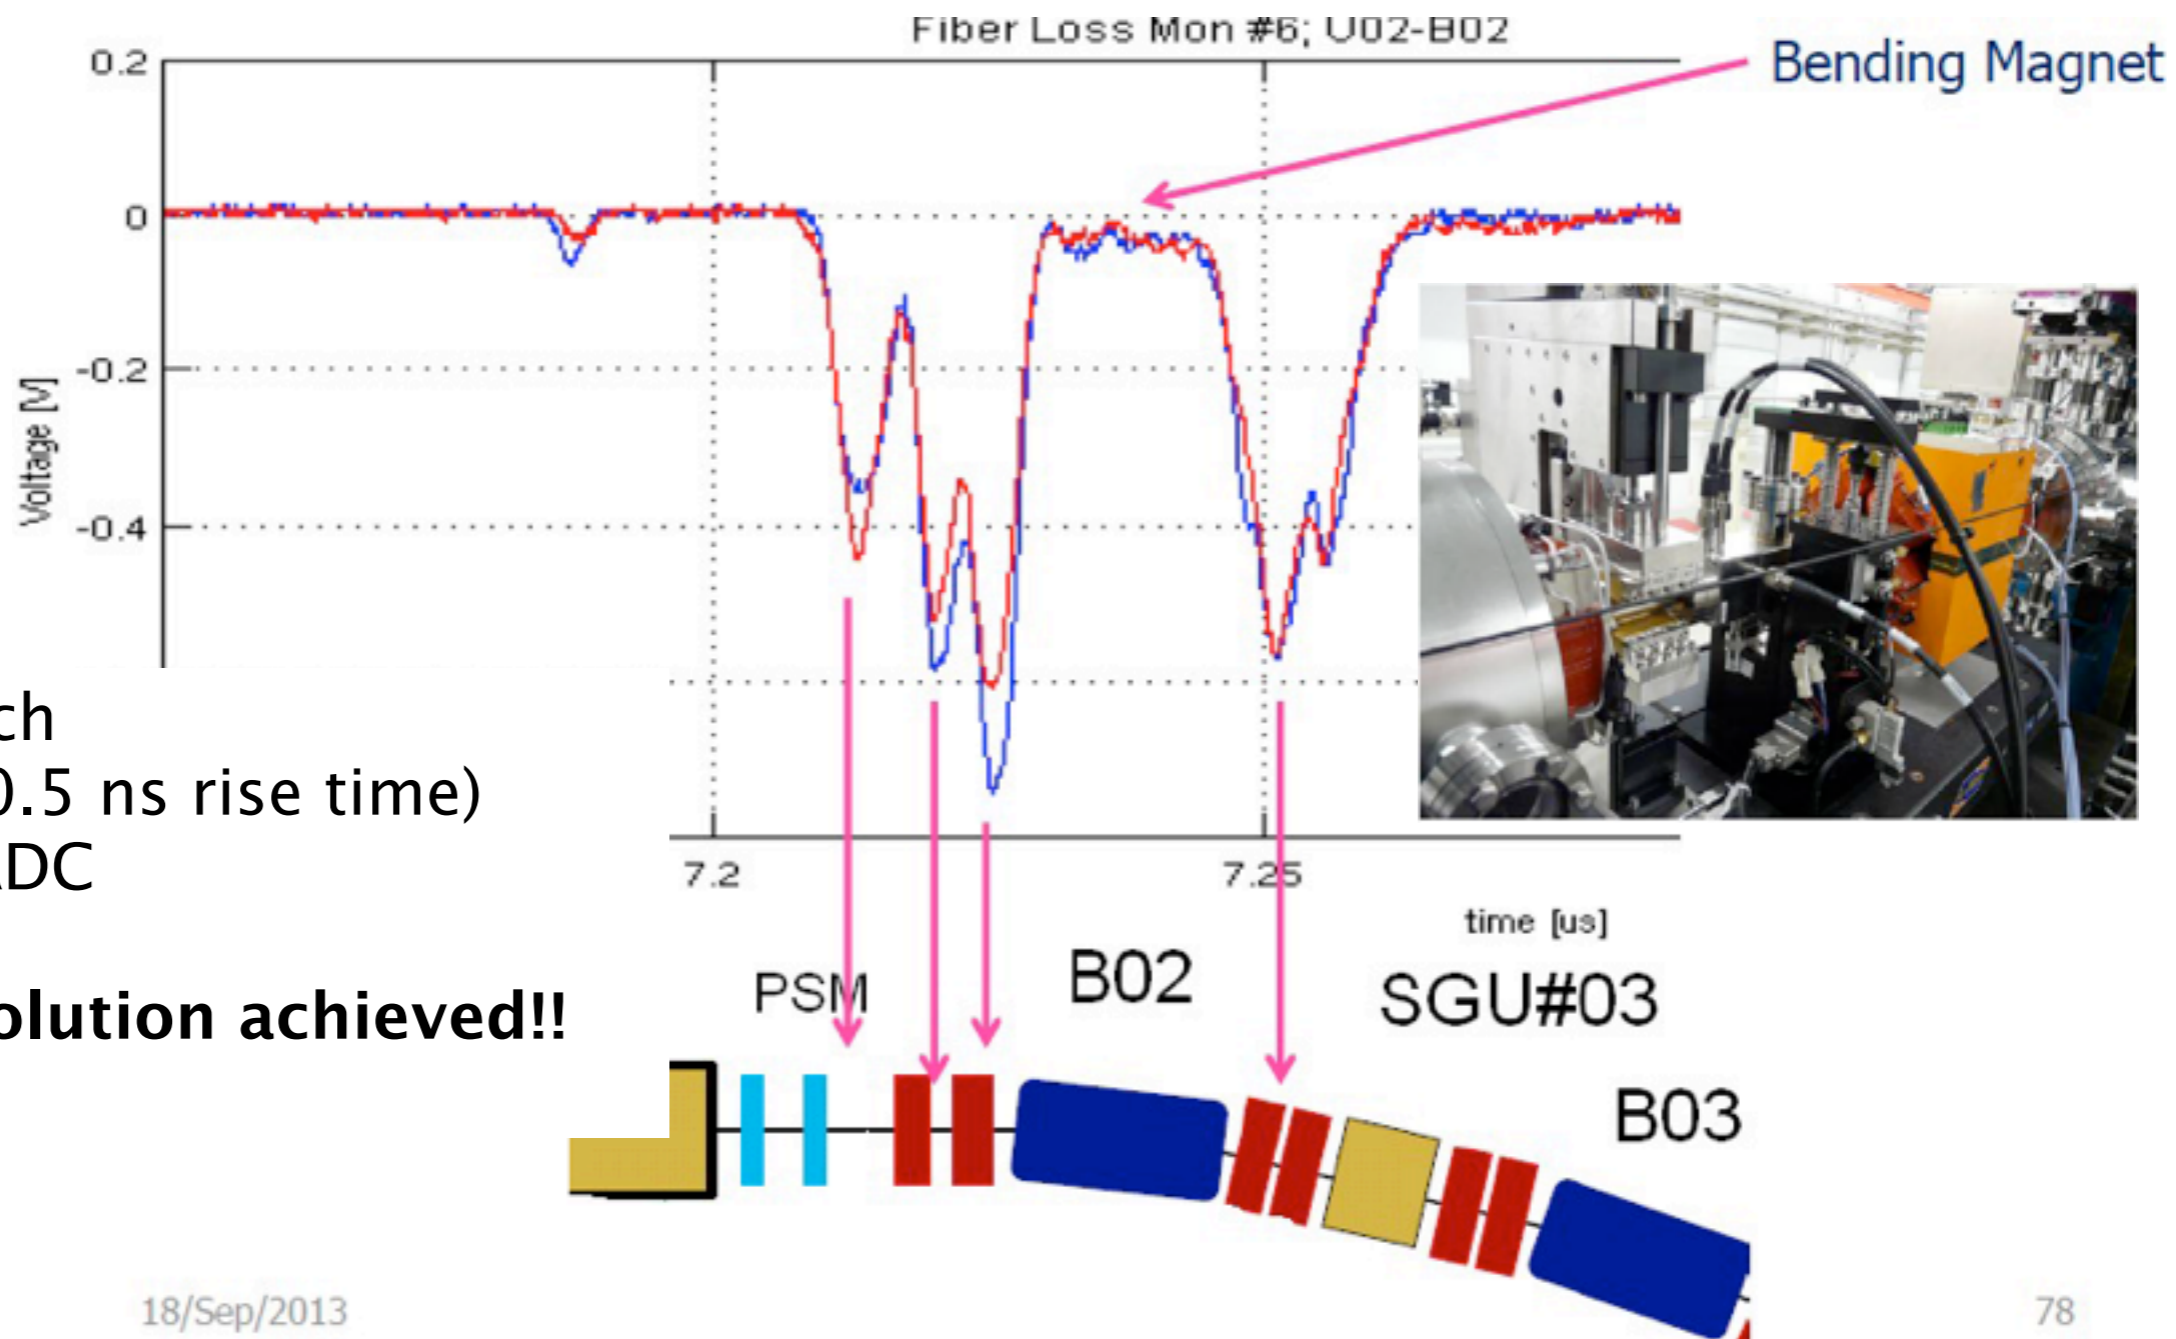 Fiber Loss Mon #6; U02-B02
Bending Magnet
0.2
0
-0.2
-0.4
Voltage [V]
ch
0.5 ns rise time)
ADC
olution achieved!!
7.2
7.25
time [us]
PSM
B02
SGU#03
B03
18/Sep/2013
78